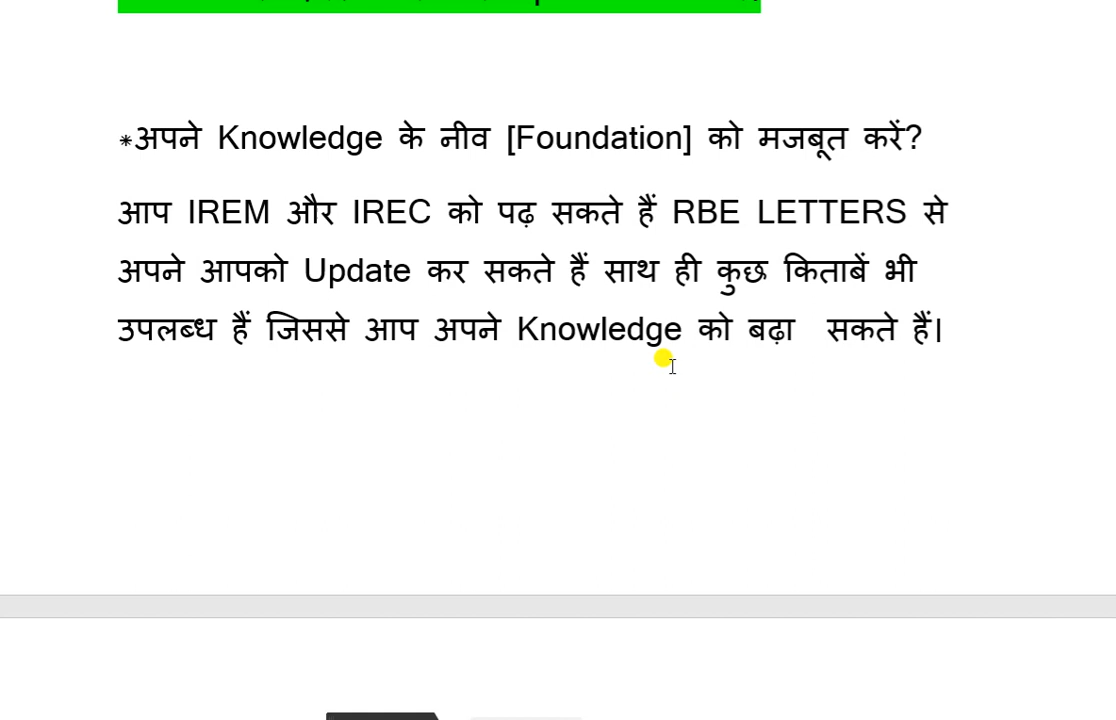 *अपने Knowledge के नीव [Foundation] को मजबूत करें?
आप IREM और IREC को पढ़ सकते हैं RBE LETTERS से
अपने आपको Update कर सकते हैं साथ ही कुछ किताबें भी
उपलब्ध हैं जिससे आप अपने Knowledge को बढ़ा सकते हैं।